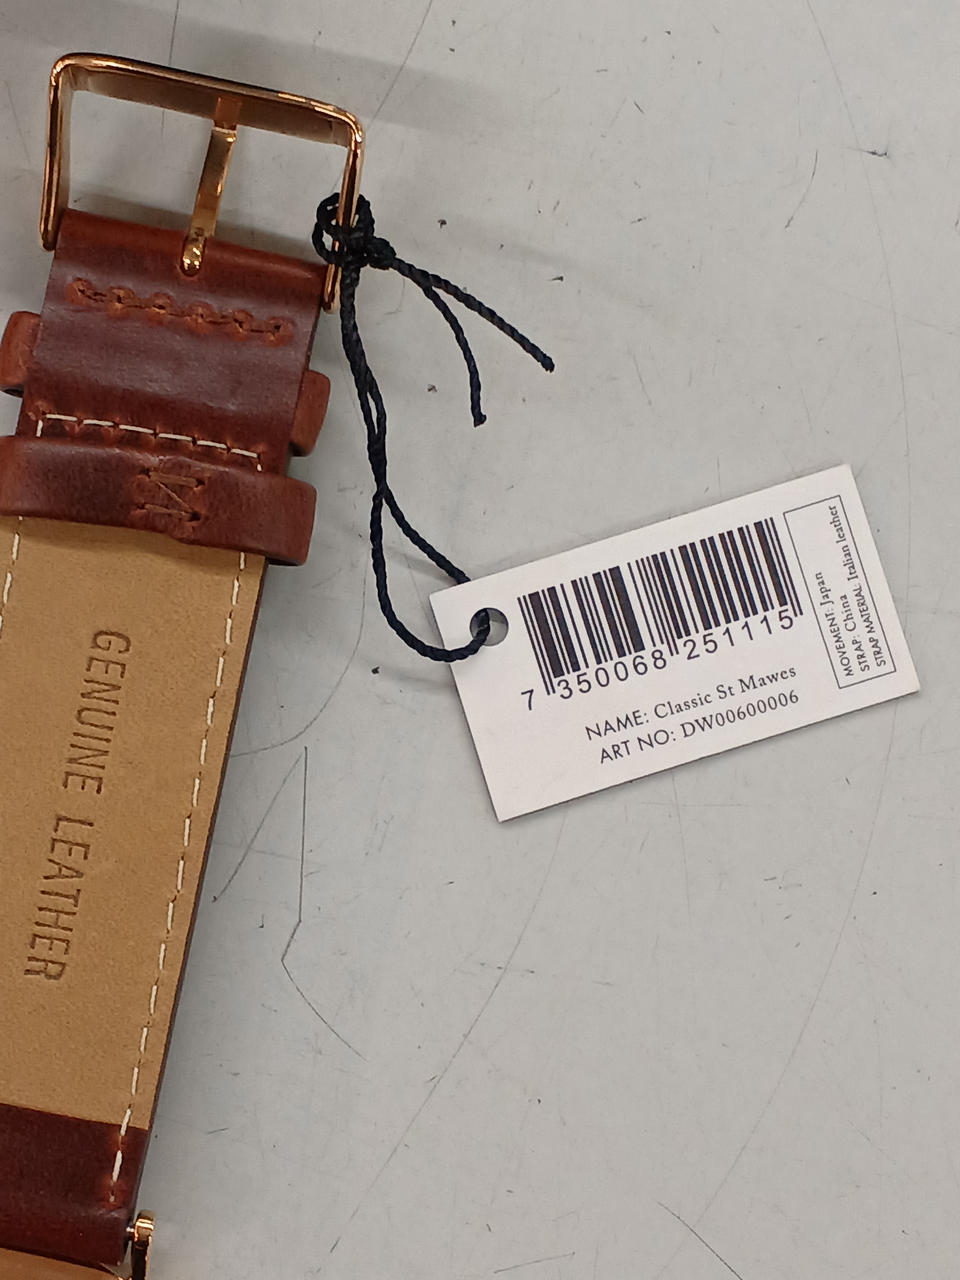 GENUINE LEATHER
7 350068 251115
NAME: Classic St Mawes
ART NO: DW00600006
MOVEMENT: Japan
STRAP: China
STRAP MATERIAL: Italian leather